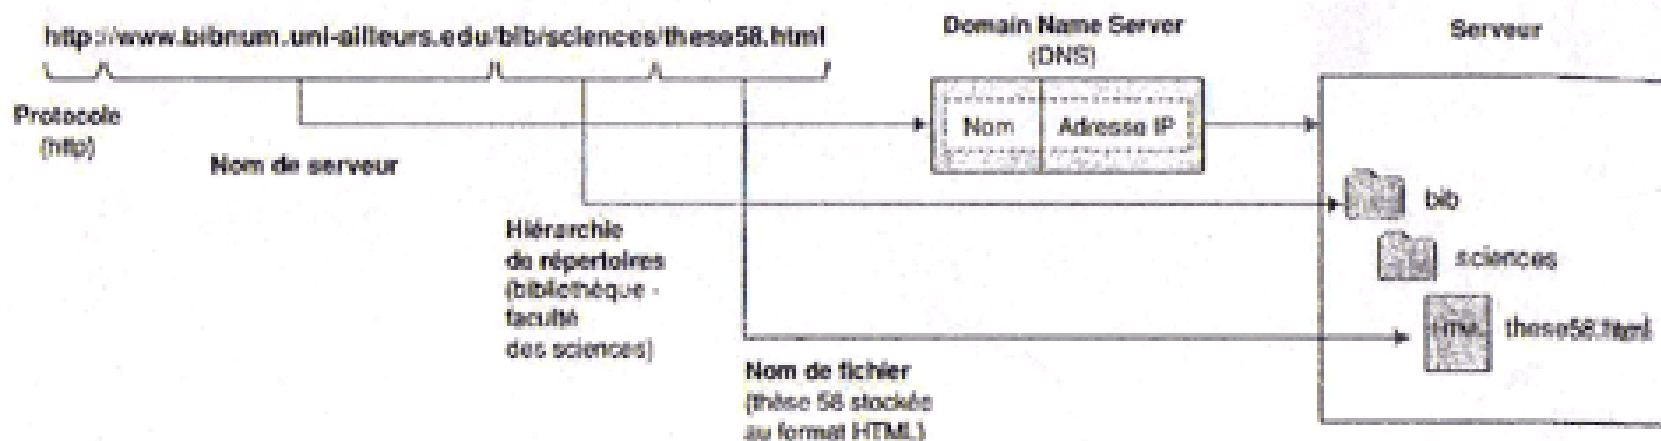 http://www.bibnum.uni-ailleurs.edu/bib/sciences/these58.html
Protocole
(http)
Nom de serveur
Hiérarchie
de répertoires
(bibliothèque -
faculté
des sciences)
Nom de fichier
(thèse 58 stockée
au format HTML)
Domain Name Server
(DNS)
Nom
Adresse IP
Serveur
bib
sciences
HTML
these58.html